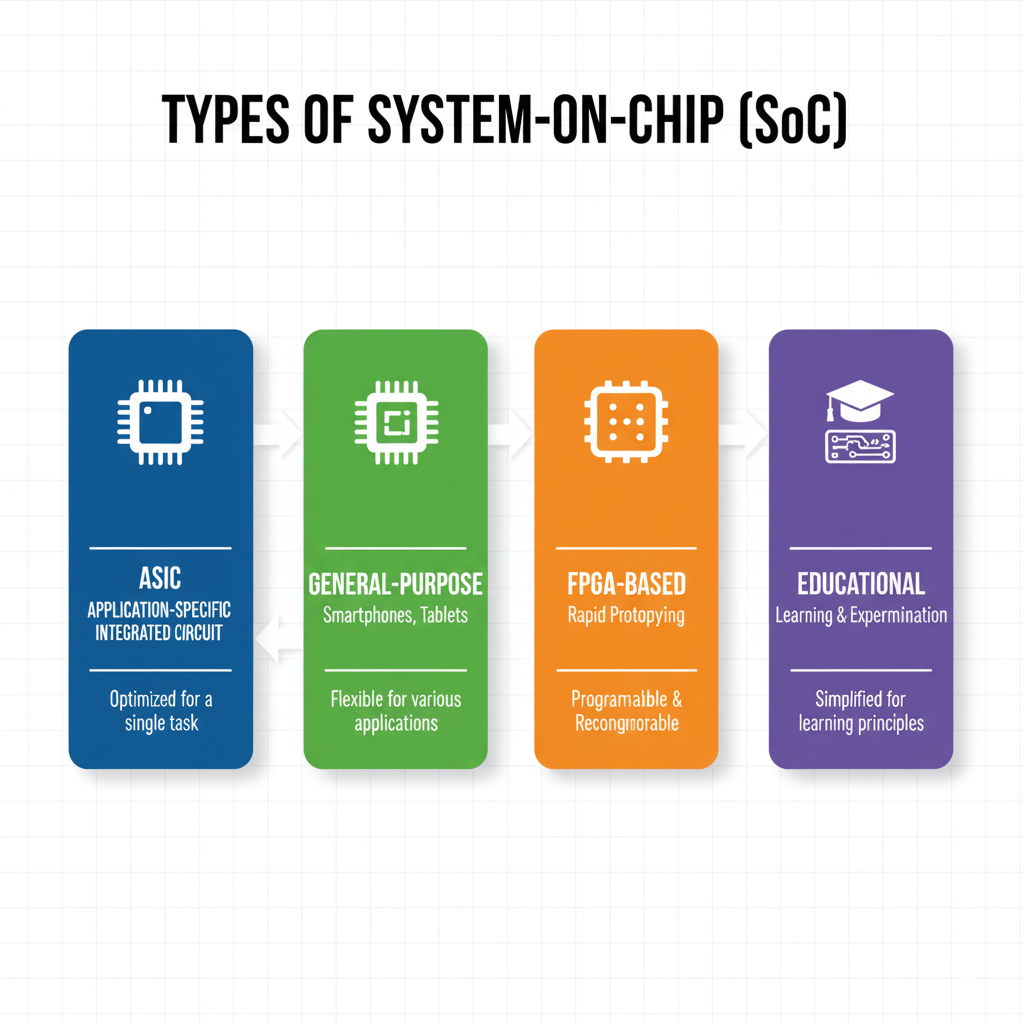 TYPES OF SYSTEM-ON-CHIP (SoC)
ASIC
APPLICATION-SPECIFIC
INTEGRATED CIRCUIT
Optimized for a
single task
GENERAL-PURPOSE
Smartphones, Tablets
Flexible for various
applications
FPGA-BASED
Rapid Protopying
Programalble &
Recongmorable
EDUCATIONAL
Learning & Expermination
Simplified for
learning principles